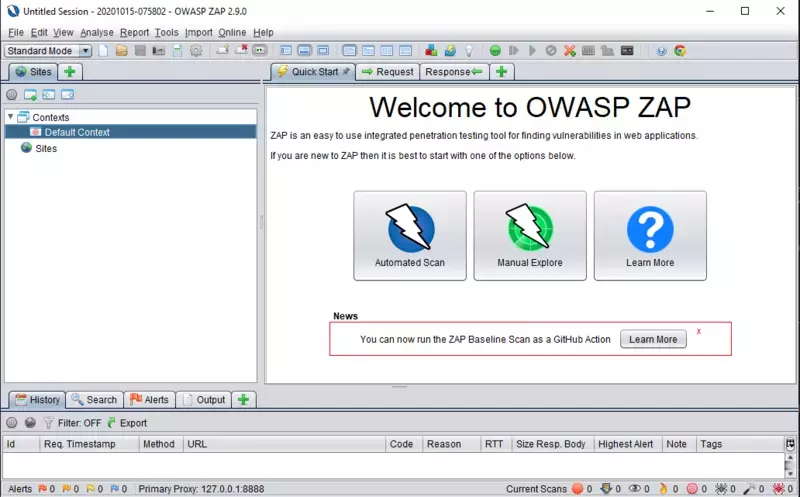 Untitled Session - 20201015-075802 - OWASP ZAP 2.9.0
File Edit View Analyse Report Tools Import Online Help
Standard Mode
Sites
Quick Start Request Response
Contexts
Default Context
Sites
Welcome to OWASP ZAP
ZAP is an easy to use integrated penetration testing tool for finding vulnerabilities in web applications.
If you are new to ZAP then it is best to start with one of the options below.
Automated Scan Manual Explore Learn More
News
You can now run the ZAP Baseline Scan as a GitHub Action Learn More X
History Search Alerts Output
Filter: OFF Export
Id Req. Timestamp Method URL Code Reason RTT Size Resp. Body Highest Alert Note Tags
Alerts 0 0 0 0 Primary Proxy: 127.0.0.1:8888 Current Scans 0 0 0 0 0 0 0 0